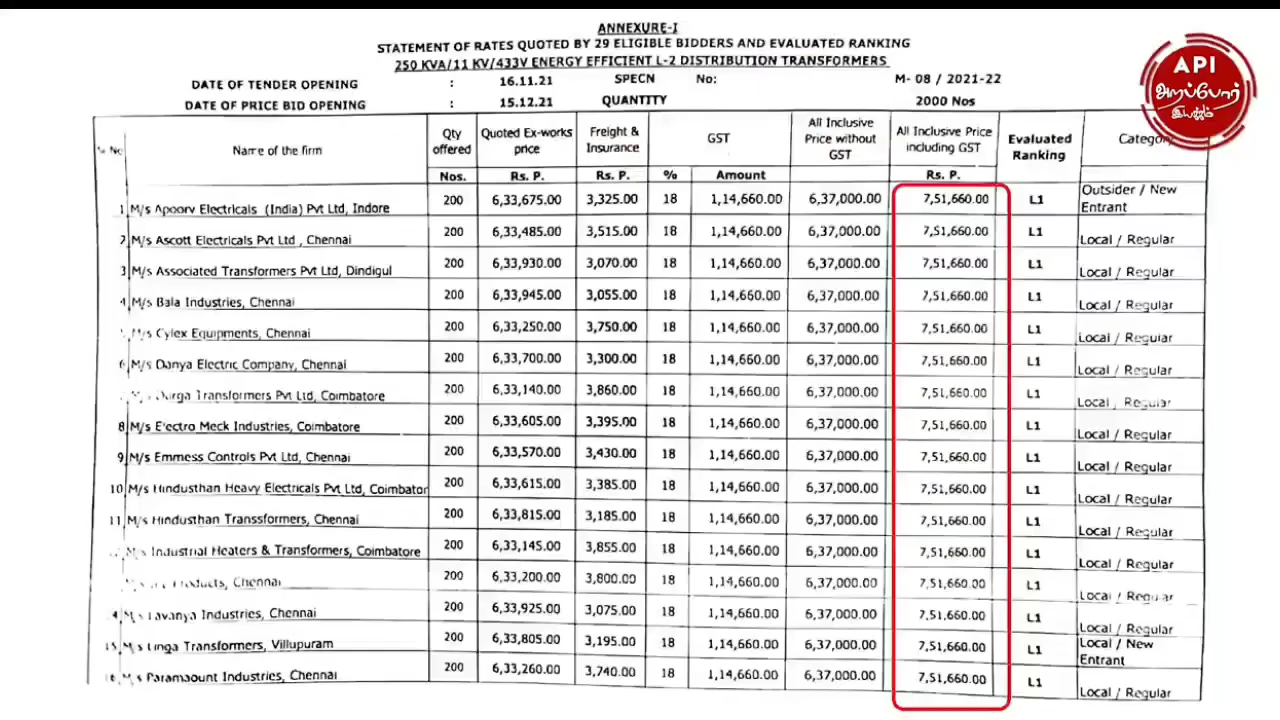 ANNEXURE-I
STATEMENT OF RATES QUOTED BY 29 ELIGIBLE BIDDERS AND EVALUATED RANKING
250 KVA/11 KV/433V ENERGY EFFICIENT L-2 DISTRIBUTION TRANSFORMERS
DATE OF TENDER OPENING : 16.11.21 SPECN No: M- 08 / 2021-22
DATE OF PRICE BID OPENING : 15.12.21 QUANTITY 2000 Nos
API
அறப்போர்
இயக்கம்
No Name of the firm Qty offered Quoted Ex-works price Freight & Insurance GST All Inclusive Price without GST All Inclusive Price including GST Evaluated Ranking Category
Nos. Rs. P. Rs. P. % Amount Rs. P.
1 M/s Apoorv Electricals (India) Pvt Ltd, Indore 200 6,33,675.00 3,325.00 18 1,14,660.00 6,37,000.00 7,51,660.00 L1 Outsider / New Entrant
2 M/s Ascott Electricals Pvt Ltd , Chennai 200 6,33,485.00 3,515.00 18 1,14,660.00 6,37,000.00 7,51,660.00 L1 Local / Regular
3 M/s Associated Transformers Pvt Ltd, Dindigul 200 6,33,930.00 3,070.00 18 1,14,660.00 6,37,000.00 7,51,660.00 L1 Local / Regular
4 M/s Bala Industries, Chennai 200 6,33,945.00 3,055.00 18 1,14,660.00 6,37,000.00 7,51,660.00 L1 Local / Regular
M/s Cylex Equipments, Chennai 200 6,33,250.00 3,750.00 18 1,14,660.00 6,37,000.00 7,51,660.00 L1 Local / Regular
6 M/s Danya Electric Company, Chennai 200 6,33,700.00 3,300.00 18 1,14,660.00 6,37,000.00 7,51,660.00 L1 Local / Regular
Durga Transformers Pvt Ltd, Coimbatore 200 6,33,140.00 3,860.00 18 1,14,660.00 6,37,000.00 7,51,660.00 L1 Local / Regular
8 M/s Electro Meck Industries, Coimbatore 200 6,33,605.00 3,395.00 18 1,14,660.00 6,37,000.00 7,51,660.00 L1 Local / Regular
9 M/s Emmess Controls Pvt Ltd, Chennai 200 6,33,570.00 3,430.00 18 1,14,660.00 6,37,000.00 7,51,660.00 L1 Local / Regular
10 M/s Hindusthan Heavy Electricals Pvt Ltd, Coimbator 200 6,33,615.00 3,385.00 18 1,14,660.00 6,37,000.00 7,51,660.00 L1 Local / Regular
11 M/s Hindusthan Transsformers, Chennai 200 6,33,815.00 3,185.00 18 1,14,660.00 6,37,000.00 7,51,660.00 L1 Local / Regular
M/s Industrial Heaters & Transformers, Coimbatore 200 6,33,145.00 3,855.00 18 1,14,660.00 6,37,000.00 7,51,660.00 L1 Local / Regular
Products, Chennai 200 6,33,200.00 3,800.00 18 1,14,660.00 6,37,000.00 7,51,660.00 L1 Local / Regular
M/s Lavanya Industries, Chennai 200 6,33,925.00 3,075.00 18 1,14,660.00 6,37,000.00 7,51,660.00 L1 Local / Regular
15 M/s Linga Transformers, Villupuram 200 6,33,805.00 3,195.00 18 1,14,660.00 6,37,000.00 7,51,660.00 L1 Local / New Entrant
M/s Paramount Industries, Chennai 200 6,33,260.00 3,740.00 18 1,14,660.00 6,37,000.00 7,51,660.00 L1 Local / Regular